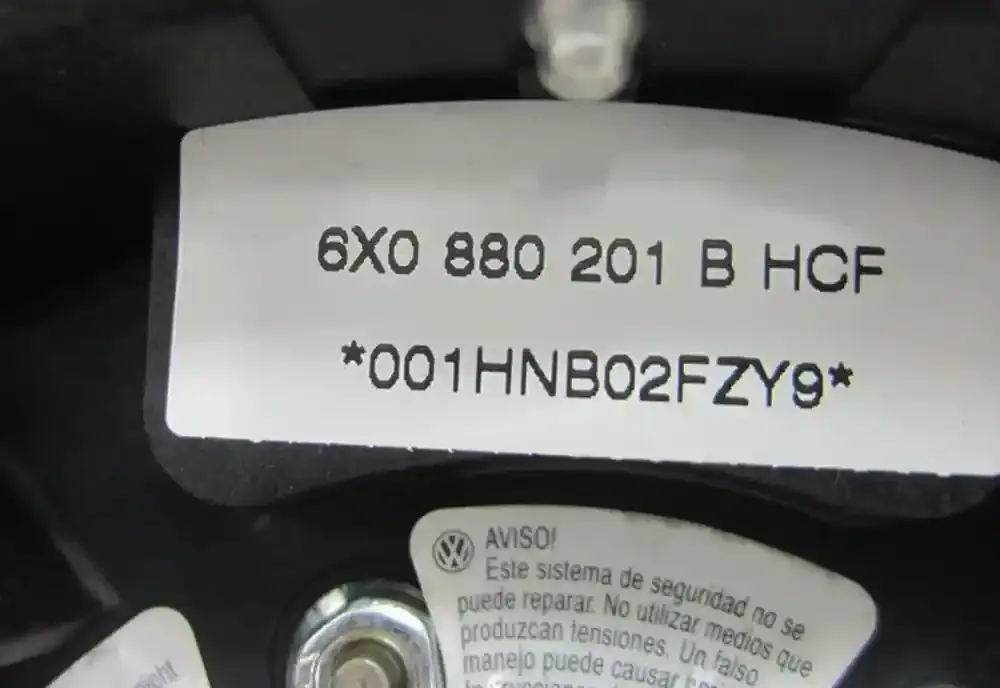 6X0 880 201 B HCF
*001HNB02FZY9*
AVISO!
Este sistema de seguridad no se
puede reparar. No utilizar medios que
produzcan tensiones. Un falso
manejo puede causar